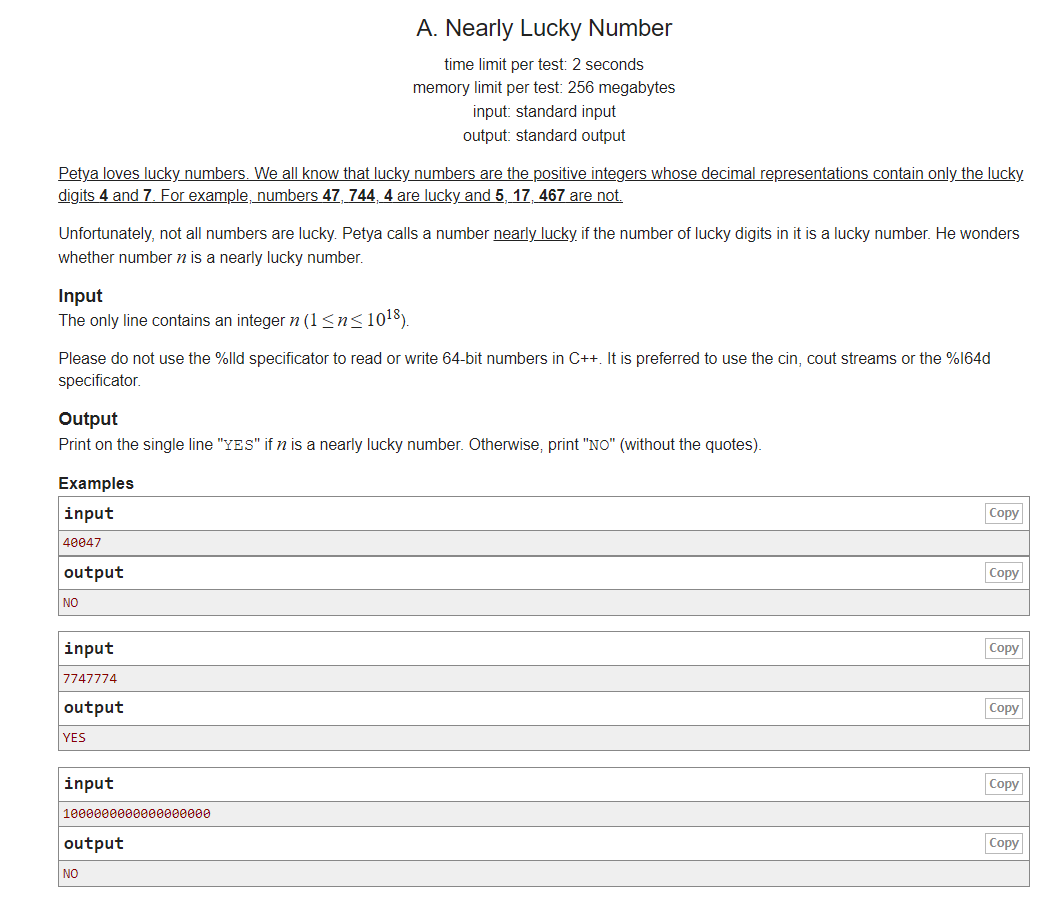 A. Nearly Lucky Number
time limit per test: 2 seconds
memory limit per test: 256 megabytes
input: standard input
output: standard output
Petya loves lucky numbers. We all know that lucky numbers are the positive integers whose decimal representations contain only the lucky
digits 4 and 7. For example, numbers 47, 744, 4 are lucky and 5, 17, 467 are not.
Unfortunately, not all numbers are lucky. Petya calls a number nearly lucky if the number of lucky digits in it is a lucky number. He wonders
whether number n is a nearly lucky number.
Input
The only line contains an integer n (1 ≤ n ≤ 10¹⁸).
Please do not use the %lld specificator to read or write 64-bit numbers in С++. It is preferred to use the cin, cout streams or the %I64d
specificator.
Output
Print on the single line "YES" if n is a nearly lucky number. Otherwise, print "NO" (without the quotes).
Examples
input Copy
40047
output Copy
NO
input Copy
7747774
output Copy
YES
input Copy
1000000000000000000
output Copy
NO